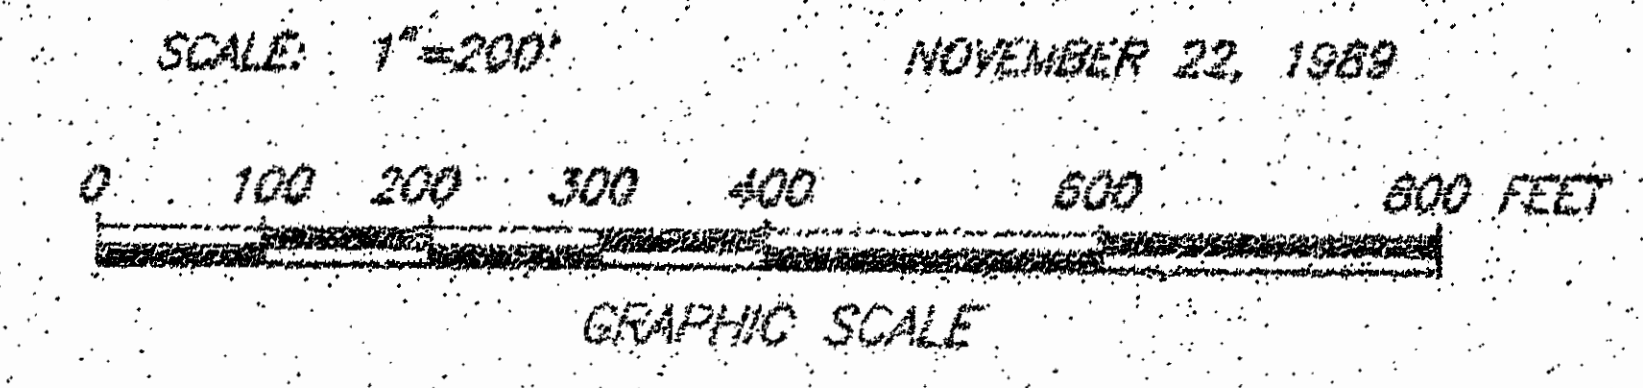 SCALE: 1"=200' NOVEMBER 22, 1989
0 100 200 300 400 600 800 FEET
GRAPHIC SCALE